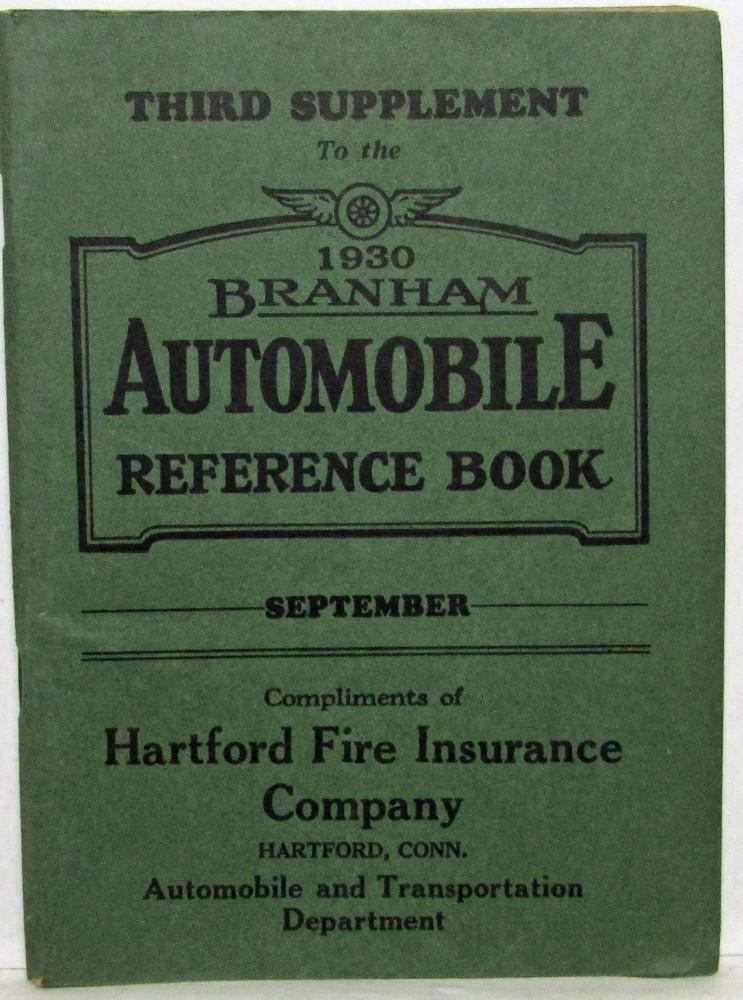 THIRD SUPPLEMENT
To the
1930
BRANHAM
AUTOMOBILE
REFERENCE BOOK
SEPTEMBER
Compliments of
Hartford Fire Insurance
Company
HARTFORD, CONN.
Automobile and Transportation
Department